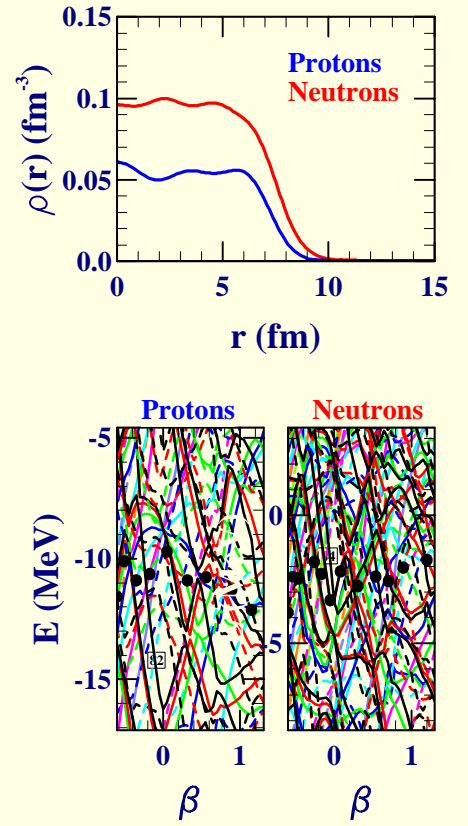 0.15
Protons
Neutrons
0.1
0.05
0.0
ρ(r) (fm⁻³)
0 5 10 15
r (fm)
Protons Neutrons
-5
0
-10
-5
82
-15
E (MeV)
0 1 0 1
β β